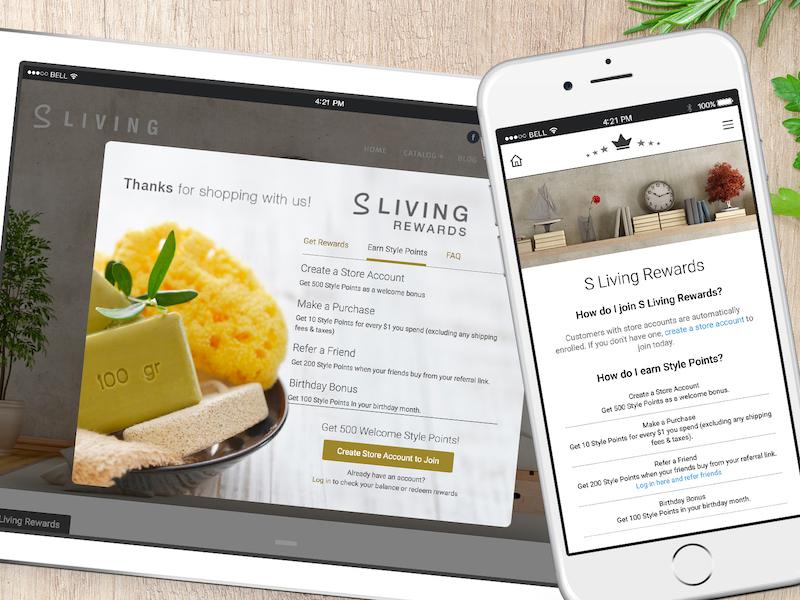 BELL
4:21 PM
S LIVING
HOME
CATALOG +
BLOG
Thanks for shopping with us!
S LIVING
REWARDS
Get Rewards
Earn Style Points
FAQ
Create a Store Account
Get 500 Style Points as a welcome bonus
Make a Purchase
Get 10 Style Points for every $1 you spend (excluding any shipping
fees & taxes)
Refer a Friend
Get 200 Style Points when your friends buy from your referral link.
Birthday Bonus
Get 100 Style Points in your birthday month.
Get 500 Welcome Style Points!
Create Store Account to Join
Already have an account?
Log in to check your balance or redeem rewards
100 gr
Living Rewards
BELL
4:21 PM
100%
S Living Rewards
How do I join S Living Rewards?
Customers with store accounts are automatically
enrolled. If you don't have one, create a store account to
join today.
How do I earn Style Points?
Create a Store Account
Get 500 Style Points as a welcome bonus.
Make a Purchase
Get 10 Style Points for every $1 you spend (excluding any shipping
fees & taxes).
Refer a Friend
Get 200 Style Points when your friends buy from your referral link.
Log in here and refer friends
Birthday Bonus
Get 100 Style Points in your birthday month.